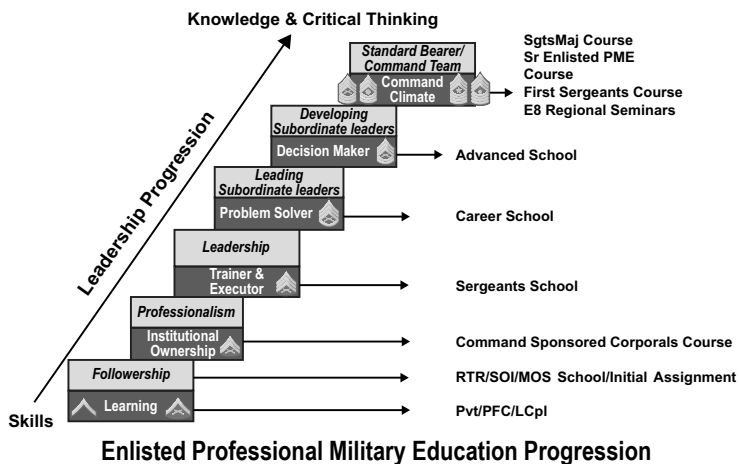 Knowledge & Critical Thinking
Leadership Progression
Standard Bearer/
Command Team
Command
Climate
SgtsMaj Course
Sr Enlisted PME
Course
First Sergeants Course
E8 Regional Seminars
Developing
Subordinate leaders
Decision Maker
Advanced School
Leading
Subordinate leaders
Problem Solver
Career School
Leadership
Trainer &
Executor
Sergeants School
Professionalism
Institutional
Ownership
Command Sponsored Corporals Course
Followership
RTR/SOI/MOS School/Initial Assignment
Learning
Pvt/PFC/LCpl
Skills
Enlisted Professional Military Education Progression